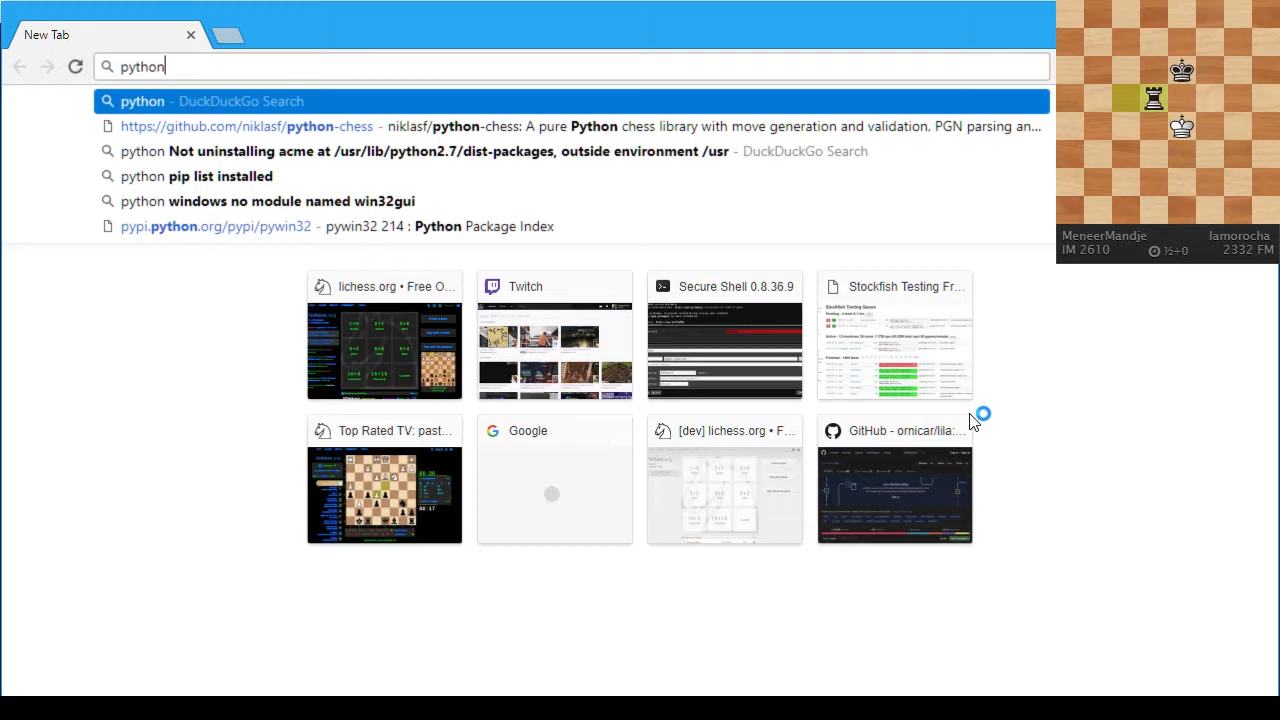 New Tab
python
python - DuckDuckGo Search
https://github.com/niklasf/python-chess - niklasf/python-chess: A pure Python chess library with move generation and validation, PGN parsing an...
python Not uninstalling acme at /usr/lib/python2.7/dist-packages, outside environment /usr - DuckDuckGo Search
python pip list installed
python windows no module named win32gui
pypi.python.org/pypi/pywin32 - pywin32 214 : Python Package Index
MeneerMandje lamorocha
IM 2610 ½+0 2332 FM
lichess.org • Free O... Twitch Secure Shell 0.8.36.9 Stockfish Testing Fr...
Top Rated TV: past... Google [dev] lichess.org • F... GitHub - ornicar/lila:...